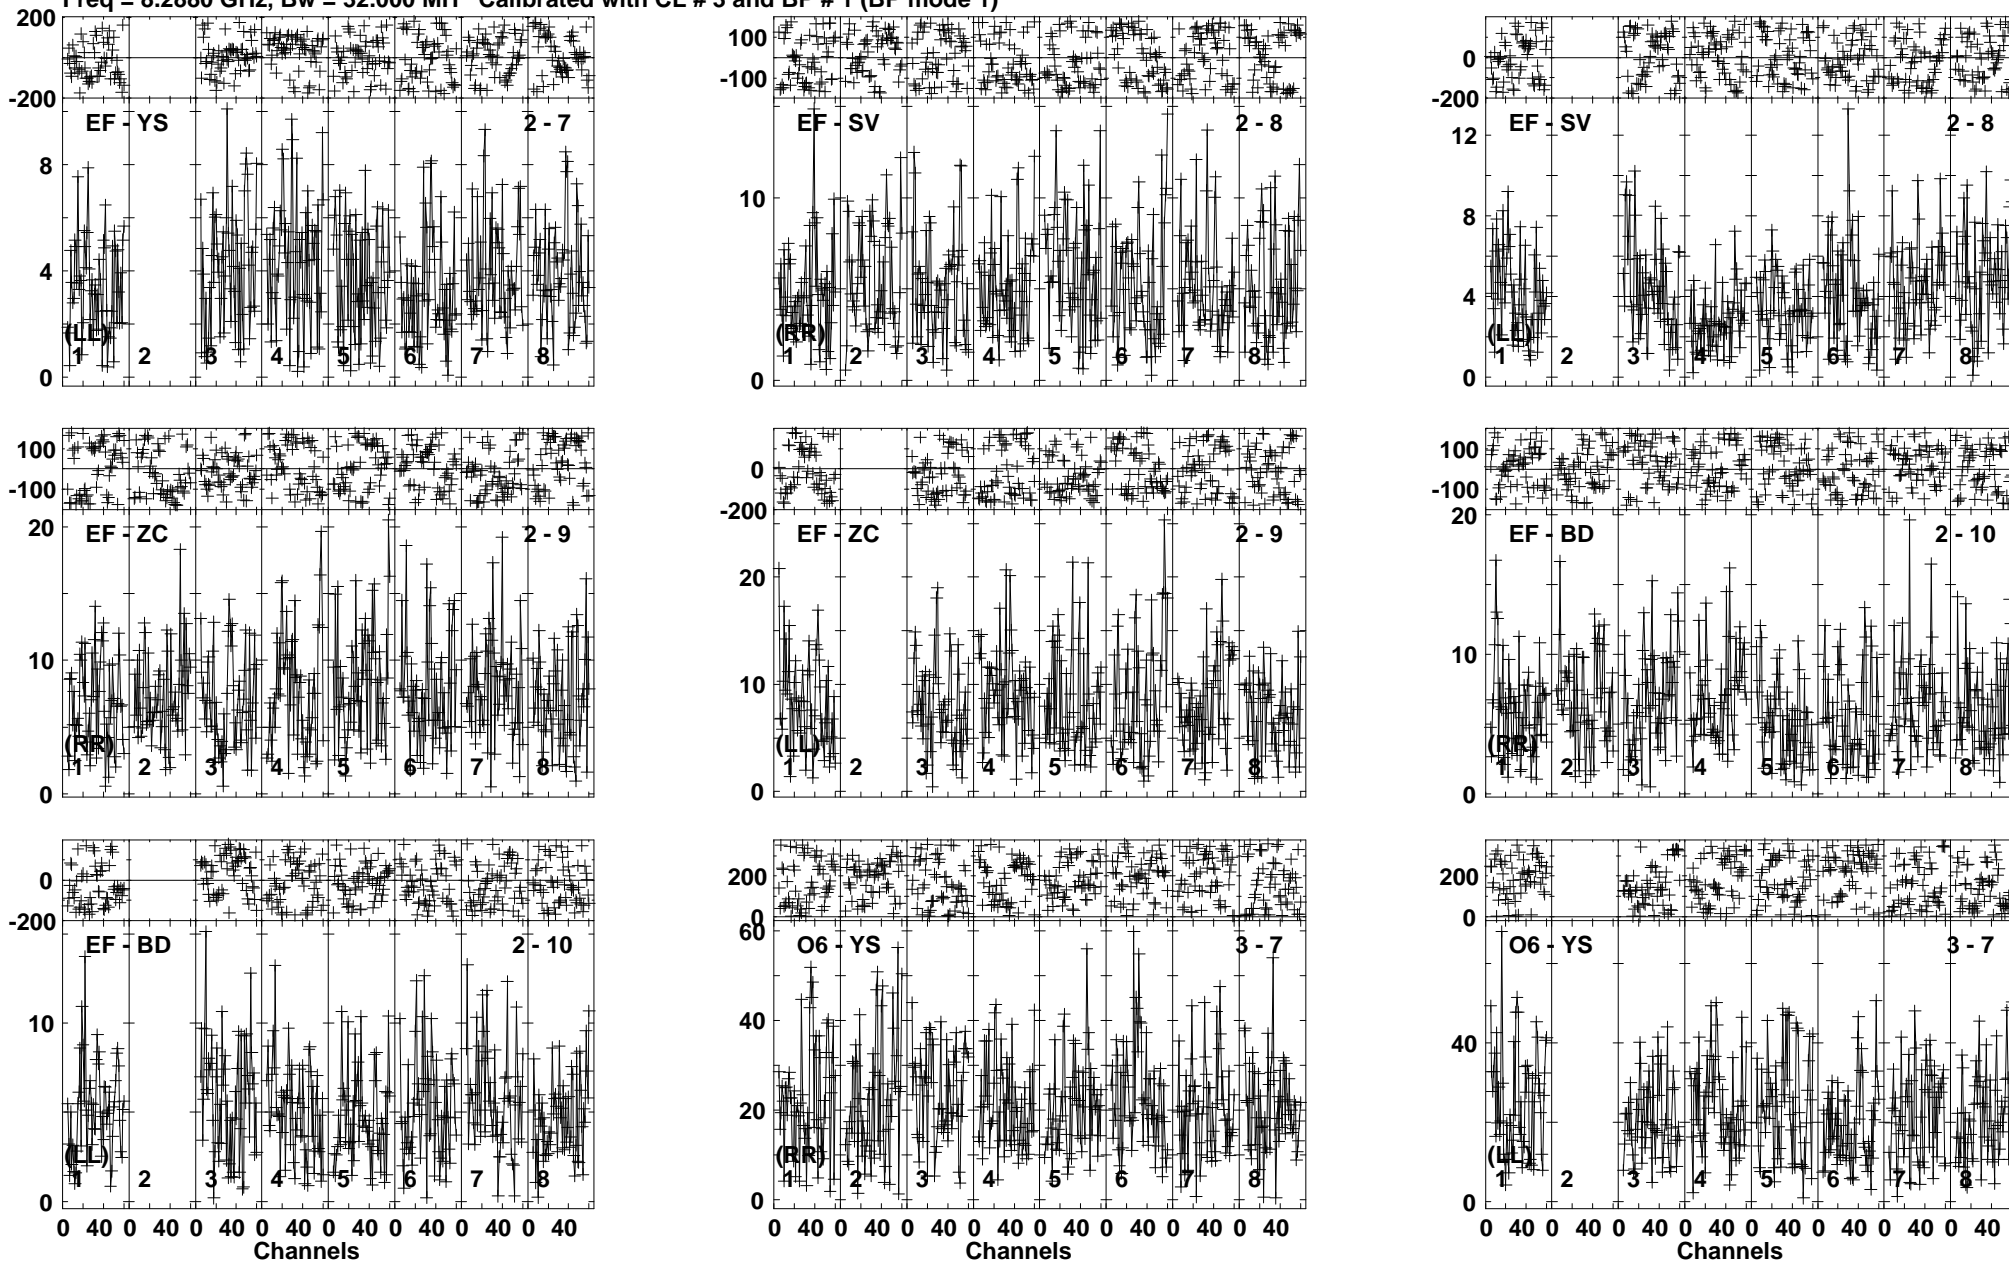 Freq = 8.2880 GHz, Bw = 32.000 MH Calibrated with CL # 3 and BP # 1 (BP mode 1)
200
-200
EF - YS 2 - 7
8
4
0
(LL)
1 2 3 4 5 6 7 8
100
-100
EF - SV 2 - 8
10
0
(RR)
1 2 3 4 5 6 7 8
0
-200
EF - SV 2 - 8
12
8
4
0
(LL)
1 2 3 4 5 6 7 8
100
-100
EF - ZC 2 - 9
20
10
0
(RR)
1 2 3 4 5 6 7 8
0
-200
EF - ZC 2 - 9
20
10
0
(LL)
1 2 3 4 5 6 7 8
100
-100
EF - BD 2 - 10
20
10
0
(RR)
1 2 3 4 5 6 7 8
0
-200
EF - BD 2 - 10
10
0
(LL)
1 2 3 4 5 6 7 8
0 40 0 40 0 40 0 40 0 40 0 40 0 40 0 40
Channels
200
0
O6 - YS 3 - 7
60
40
20
0
(RR)
1 2 3 4 5 6 7 8
0 40 0 40 0 40 0 40 0 40 0 40 0 40 0 40
Channels
200
0
O6 - YS 3 - 7
40
0
(LL)
1 2 3 4 5 6 7 8
0 40 0 40 0 40 0 40 0 40 0 40 0 40 0 40
Channels